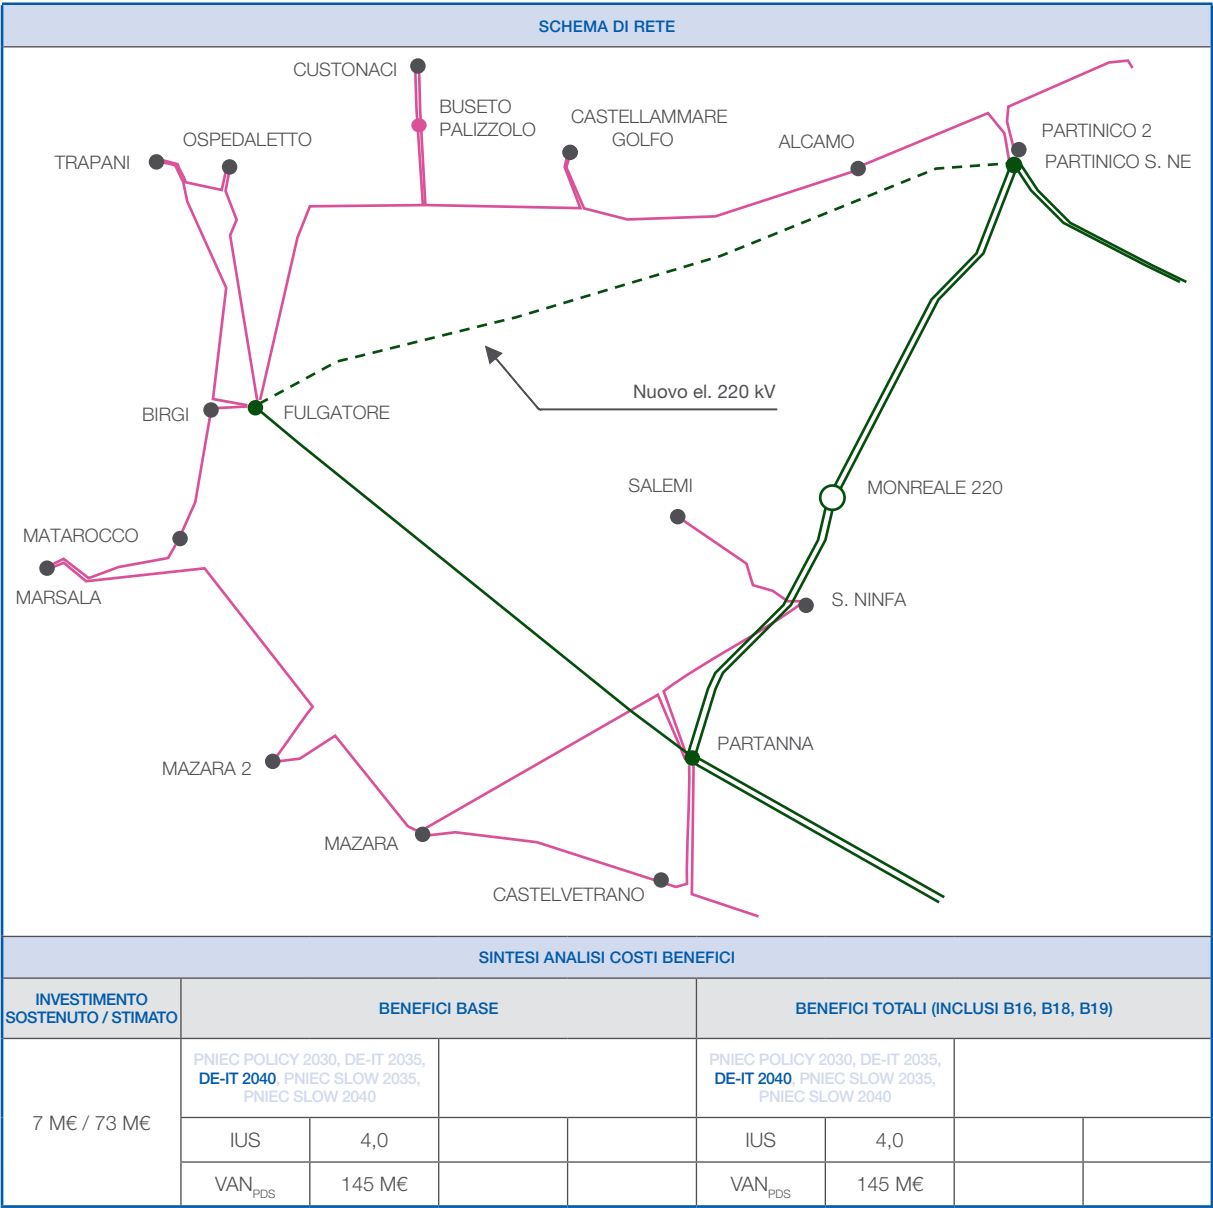 SCHEMA DI RETE
CUSTONACI
BUSETO
PALIZZOLO
CASTELLAMMARE
GOLFO
ALCAMO
PARTINICO 2
PARTINICO S. NE
OSPEDALETTO
TRAPANI
Nuovo el. 220 kV
BIRGI
FULGATORE
SALEMI
MONREALE 220
MATAROCCO
MARSALA
S. NINFA
PARTANNA
MAZARA 2
MAZARA
CASTELVETRANO
SINTESI ANALISI COSTI BENEFICI
INVESTIMENTO
SOSTENUTO / STIMATO
BENEFICI BASE
BENEFICI TOTALI (INCLUSI B16, B18, B19)
7 M€ / 73 M€
PNIEC POLICY 2030, DE-IT 2035,
DE-IT 2040, PNIEC SLOW 2035,
PNIEC SLOW 2040
PNIEC POLICY 2030, DE-IT 2035,
DE-IT 2040, PNIEC SLOW 2035,
PNIEC SLOW 2040
IUS 4,0 IUS 4,0
VANPDS 145 M€ VANPDS 145 M€